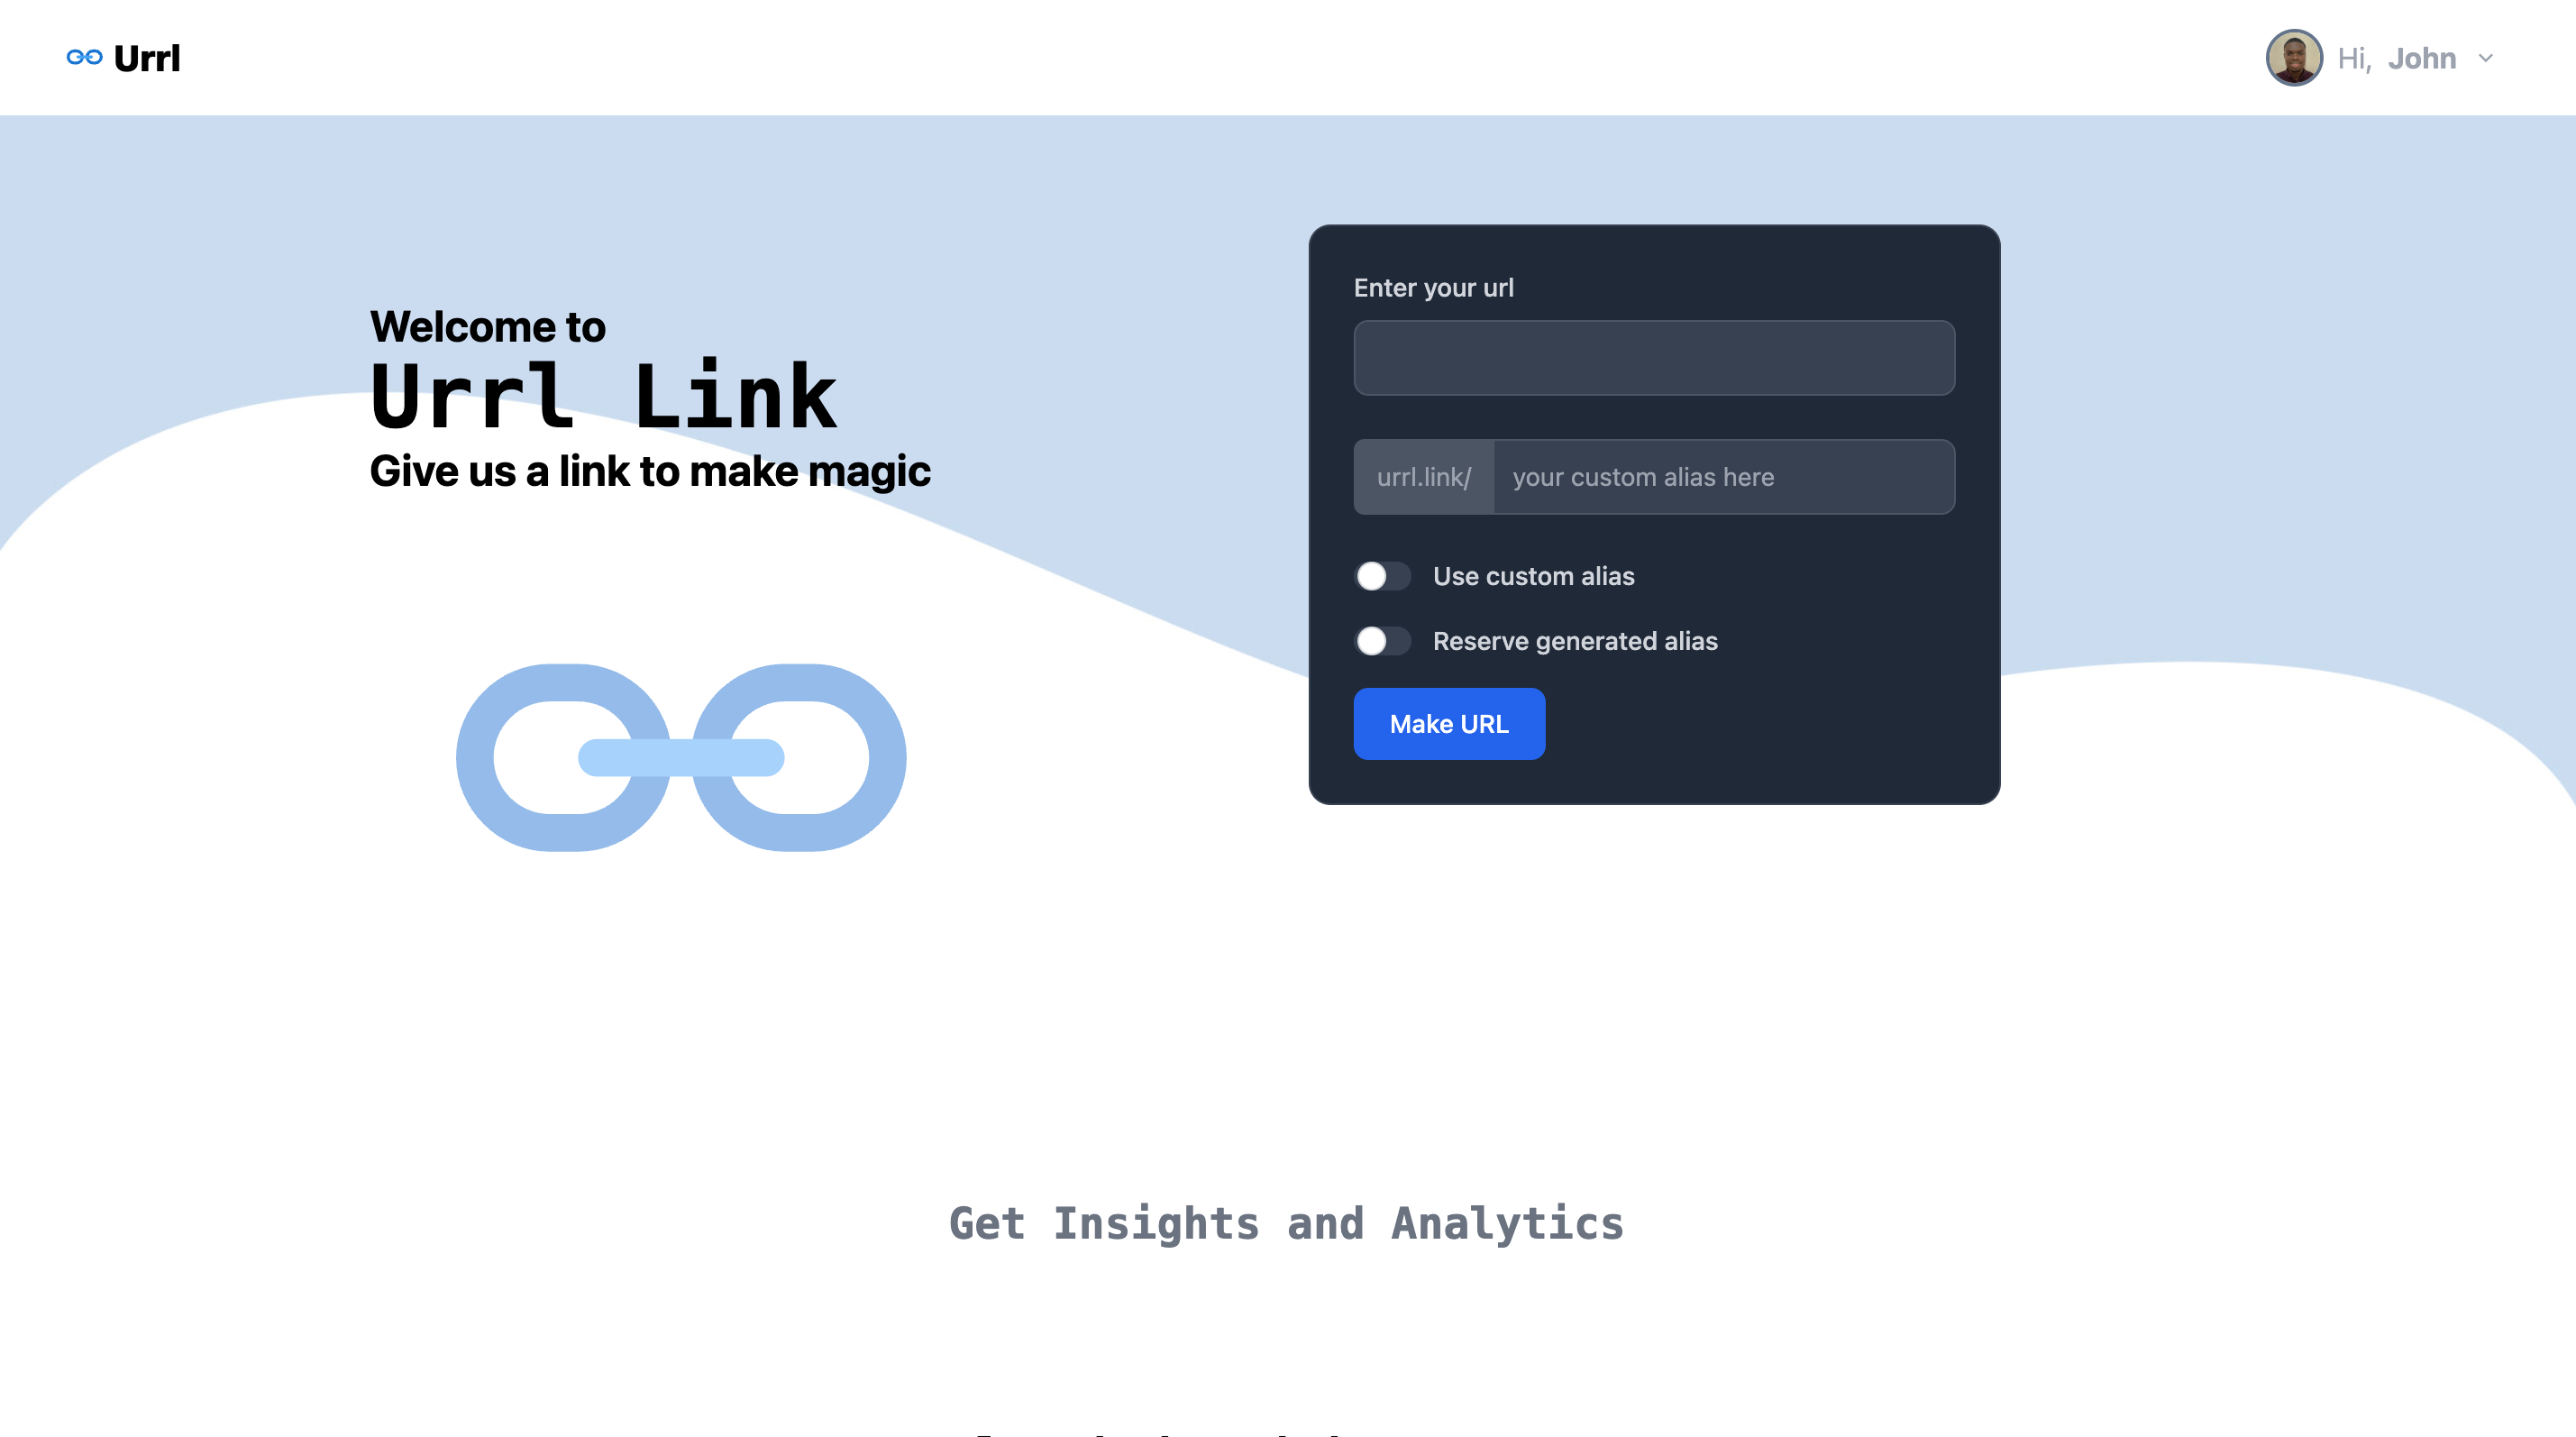 Urrl
Hi, John
Welcome to
Urrl Link
Give us a link to make magic
Enter your url
urrl.link/ your custom alias here
Use custom alias
Reserve generated alias
Make URL
Get Insights and Analytics